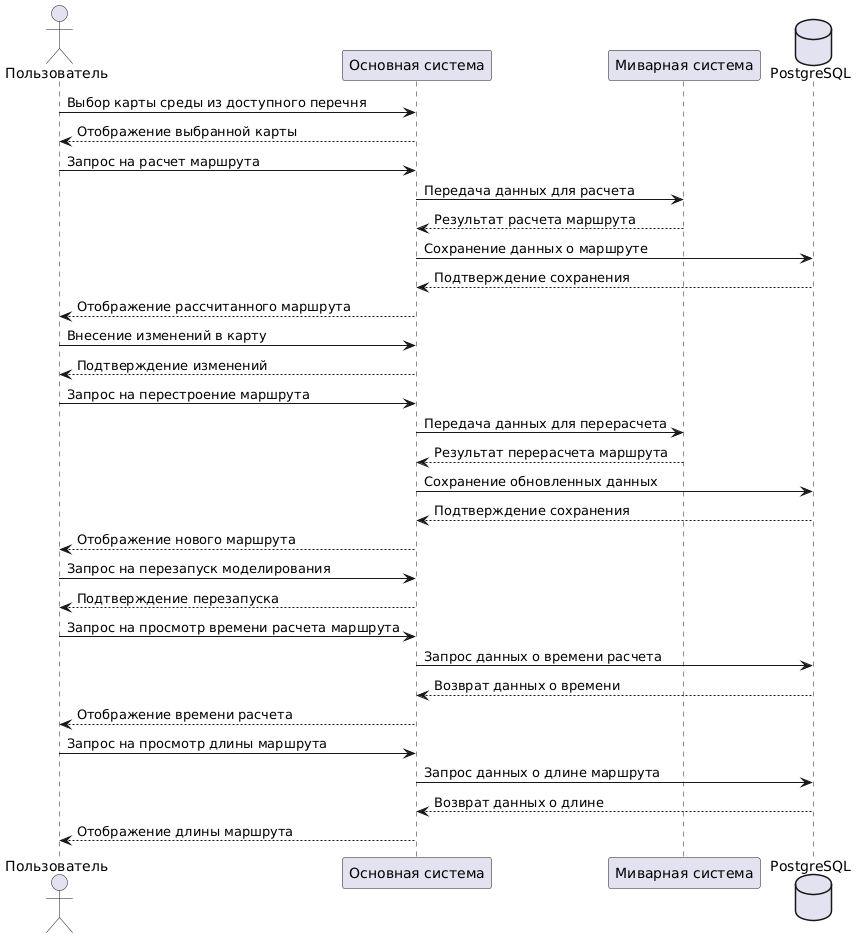 Пользователь
Основная система
Миварная система
PostgreSQL
Выбор карты среды из доступного перечня
Отображение выбранной карты
Запрос на расчет маршрута
Передача данных для расчета
Результат расчета маршрута
Сохранение данных о маршруте
Подтверждение сохранения
Отображение рассчитанного маршрута
Внесение изменений в карту
Подтверждение изменений
Запрос на перестроение маршрута
Передача данных для перерасчета
Результат перерасчета маршрута
Сохранение обновленных данных
Подтверждение сохранения
Отображение нового маршрута
Запрос на перезапуск моделирования
Подтверждение перезапуска
Запрос на просмотр времени расчета маршрута
Запрос данных о времени расчета
Возврат данных о времени
Отображение времени расчета
Запрос на просмотр длины маршрута
Запрос данных о длине маршрута
Возврат данных о длине
Отображение длины маршрута
Пользователь
Основная система
Миварная система
PostgreSQL